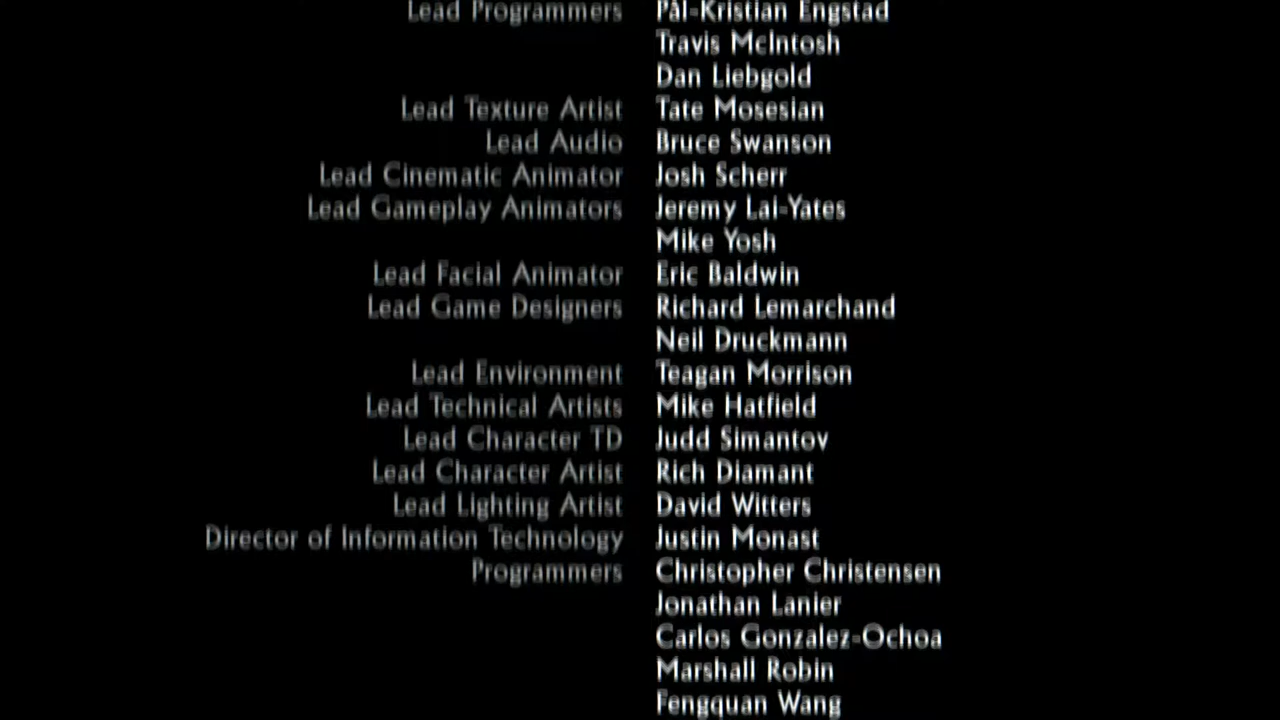 Lead Programmers Pål-Kristian Engstad
Travis McIntosh
Dan Liebgold
Lead Texture Artist Tate Mosesian
Lead Audio Bruce Swanson
Lead Cinematic Animator Josh Scherr
Lead Gameplay Animators Jeremy Lai-Yates
Mike Yosh
Lead Facial Animator Eric Baldwin
Lead Game Designers Richard Lemarchand
Neil Druckmann
Lead Environment Teagan Morrison
Lead Technical Artists Mike Hatfield
Lead Character TD Judd Simantov
Lead Character Artist Rich Diamant
Lead Lighting Artist David Witters
Director of Information Technology Justin Monast
Programmers Christopher Christensen
Jonathan Lanier
Carlos Gonzalez-Ochoa
Marshall Robin
Fengquan Wang